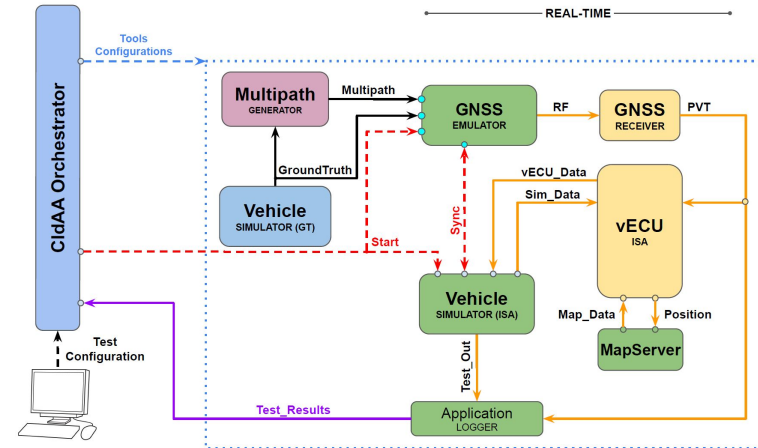 REAL-TIME
Tools
Configurations
CldAA Orchestrator
Multipath
GENERATOR
Multipath
GNSS
EMULATOR
RF
GNSS
RECEIVER
PVT
GroundTruth
vECU_Data
Sim_Data
vECU
ISA
Vehicle
SIMULATOR (GT)
Start
Sync
Vehicle
SIMULATOR (ISA)
Map_Data
Position
MapServer
Test
Configuration
Test_Out
Test_Results
Application
LOGGER